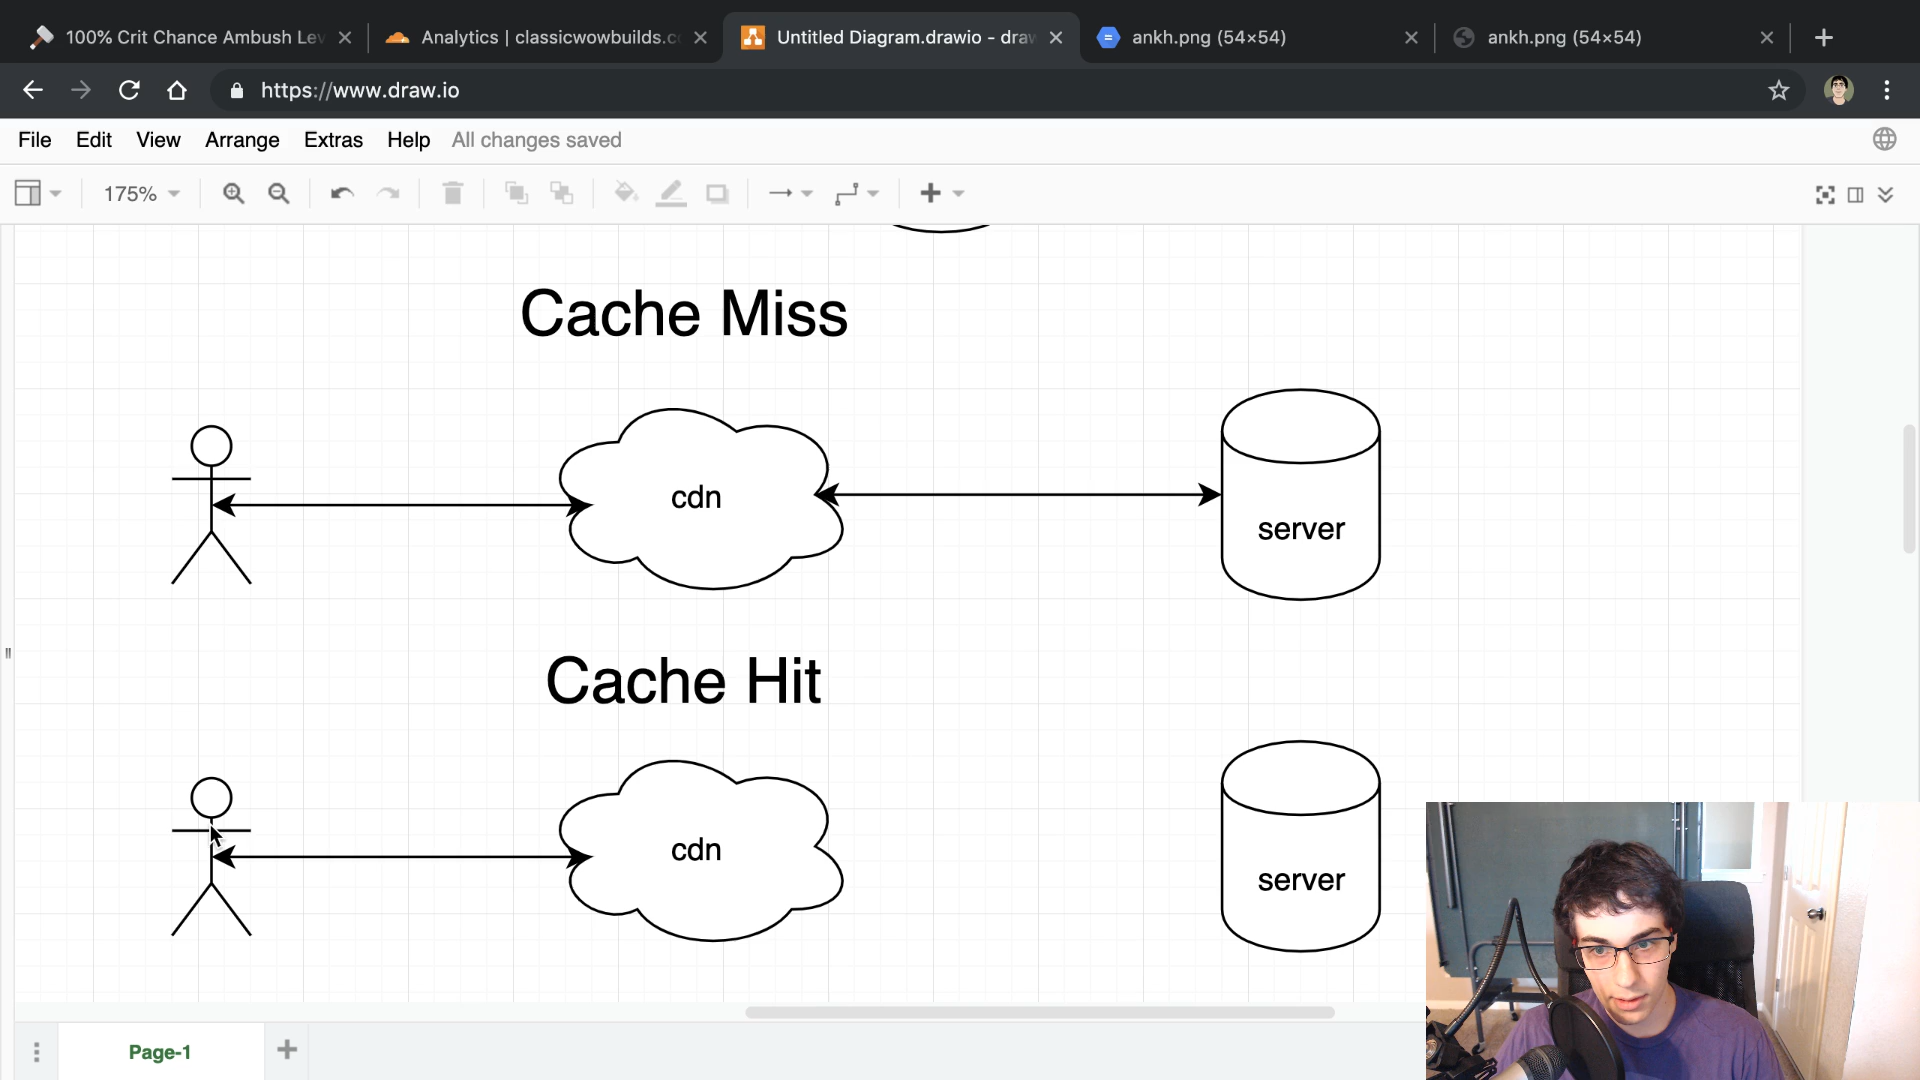 100% Crit Chance Ambush Lev
Analytics | classicwowbuilds.c
Untitled Diagram.drawio - draw
ankh.png (54×54)
ankh.png (54×54)
https://www.draw.io
File Edit View Arrange Extras Help All changes saved
175%
Cache Miss
cdn
server
Cache Hit
cdn
server
Page-1